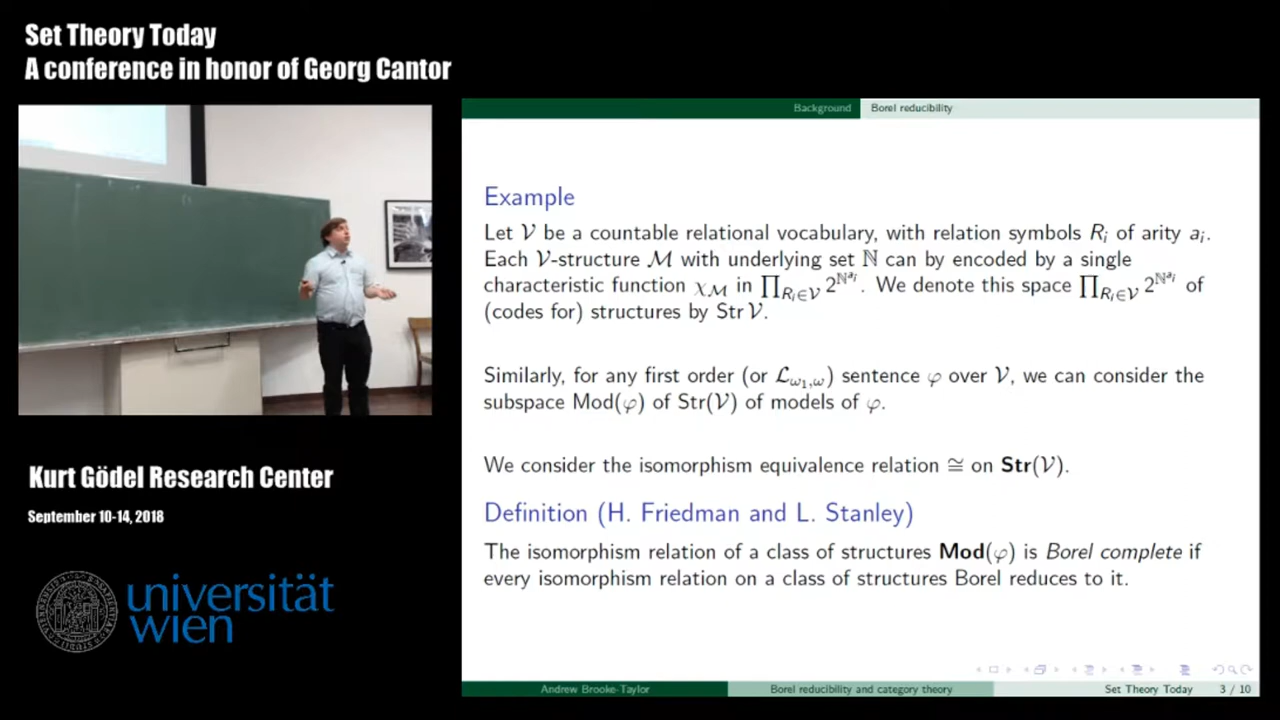 Set Theory Today
A conference in honor of Georg Cantor
Background Borel reducibility
Example
Let 𝒱 be a countable relational vocabulary, with relation symbols Rᵢ of arity aᵢ.
Each 𝒱-structure ℳ with underlying set ℕ can by encoded by a single
characteristic function χ_ℳ in ∏_{Rᵢ∈𝒱} 2^{ℕ^{aᵢ}}. We denote this space ∏_{Rᵢ∈𝒱} 2^{ℕ^{aᵢ}} of
(codes for) structures by Str 𝒱.
Similarly, for any first order (or ℒ_{ω₁,ω}) sentence φ over 𝒱, we can consider the
subspace Mod(φ) of Str(𝒱) of models of φ.
We consider the isomorphism equivalence relation ≅ on Str(𝒱).
Definition (H. Friedman and L. Stanley)
The isomorphism relation of a class of structures Mod(φ) is Borel complete if
every isomorphism relation on a class of structures Borel reduces to it.
Andrew Brooke-Taylor Borel reducibility and category theory Set Theory Today 3 / 10
Kurt Gödel Research Center
September 10-14, 2018
universität
wien